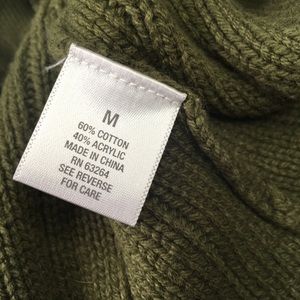 M
60% COTTON
40% ACRYLIC
MADE IN CHINA
RN 63264
SEE REVERSE
FOR CARE